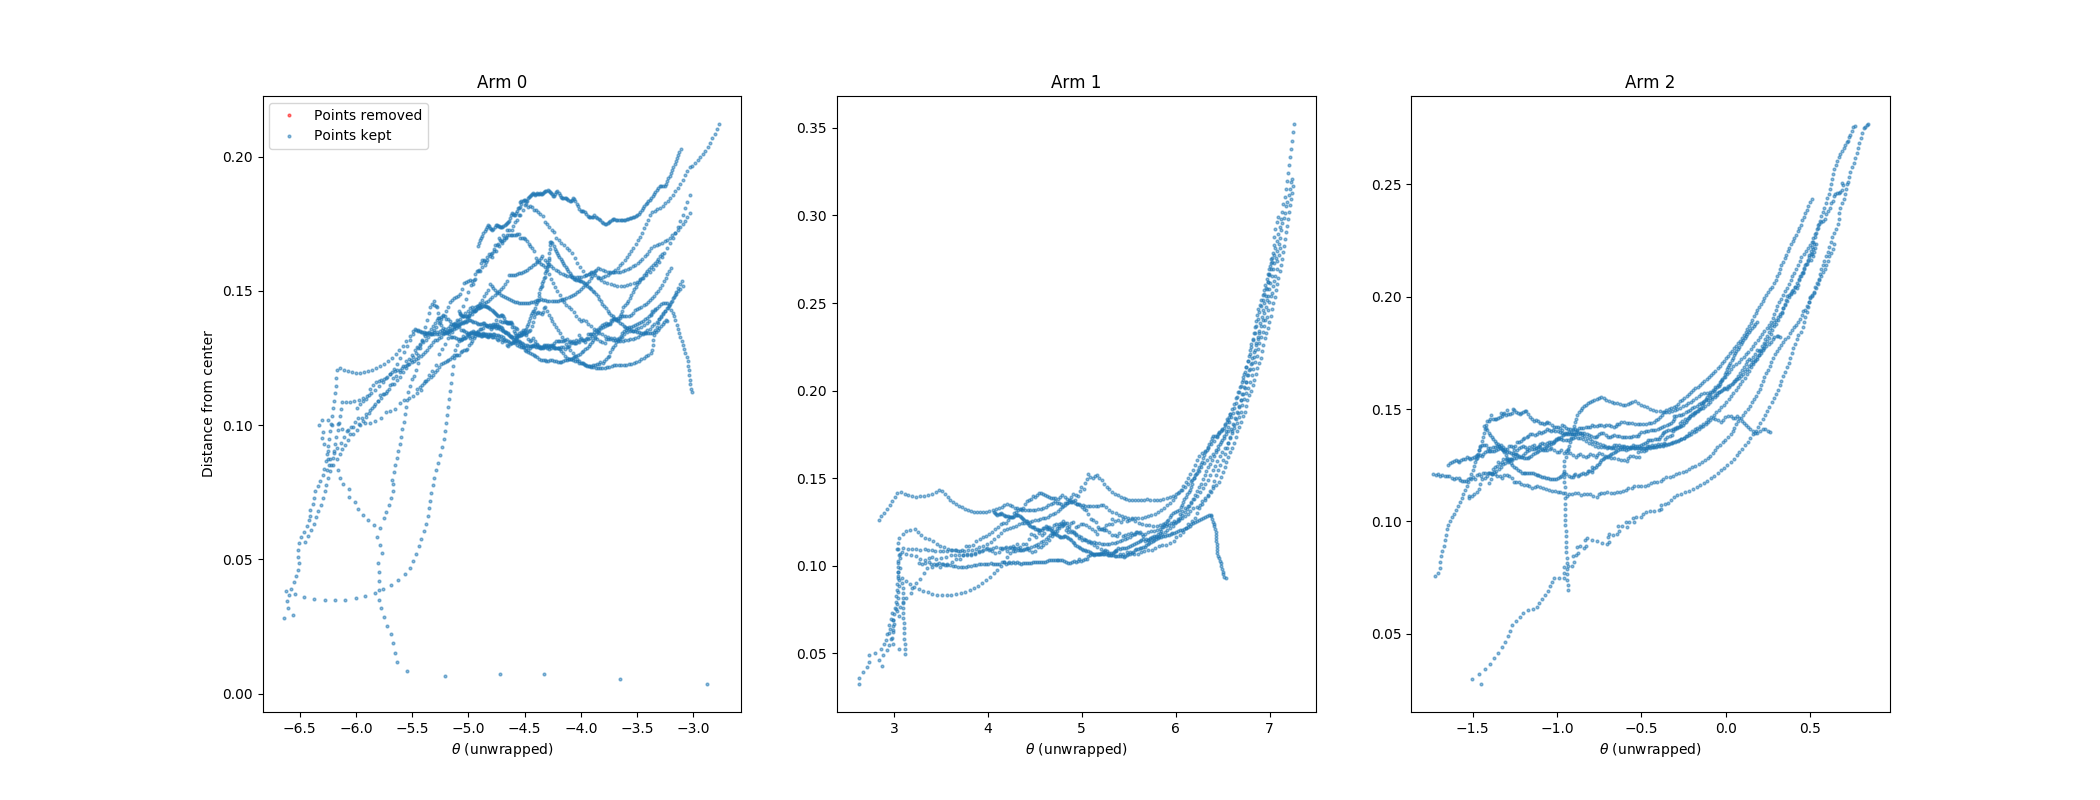 Arm 0
Points removed
Points kept
Distance from center
0.20
0.15
0.10
0.05
0.00
−6.5 −6.0 −5.5 −5.0 −4.5 −4.0 −3.5 −3.0
θ (unwrapped)
Arm 1
0.35
0.30
0.25
0.20
0.15
0.10
0.05
3 4 5 6 7
θ (unwrapped)
Arm 2
0.25
0.20
0.15
0.10
0.05
−1.5 −1.0 −0.5 0.0 0.5
θ (unwrapped)